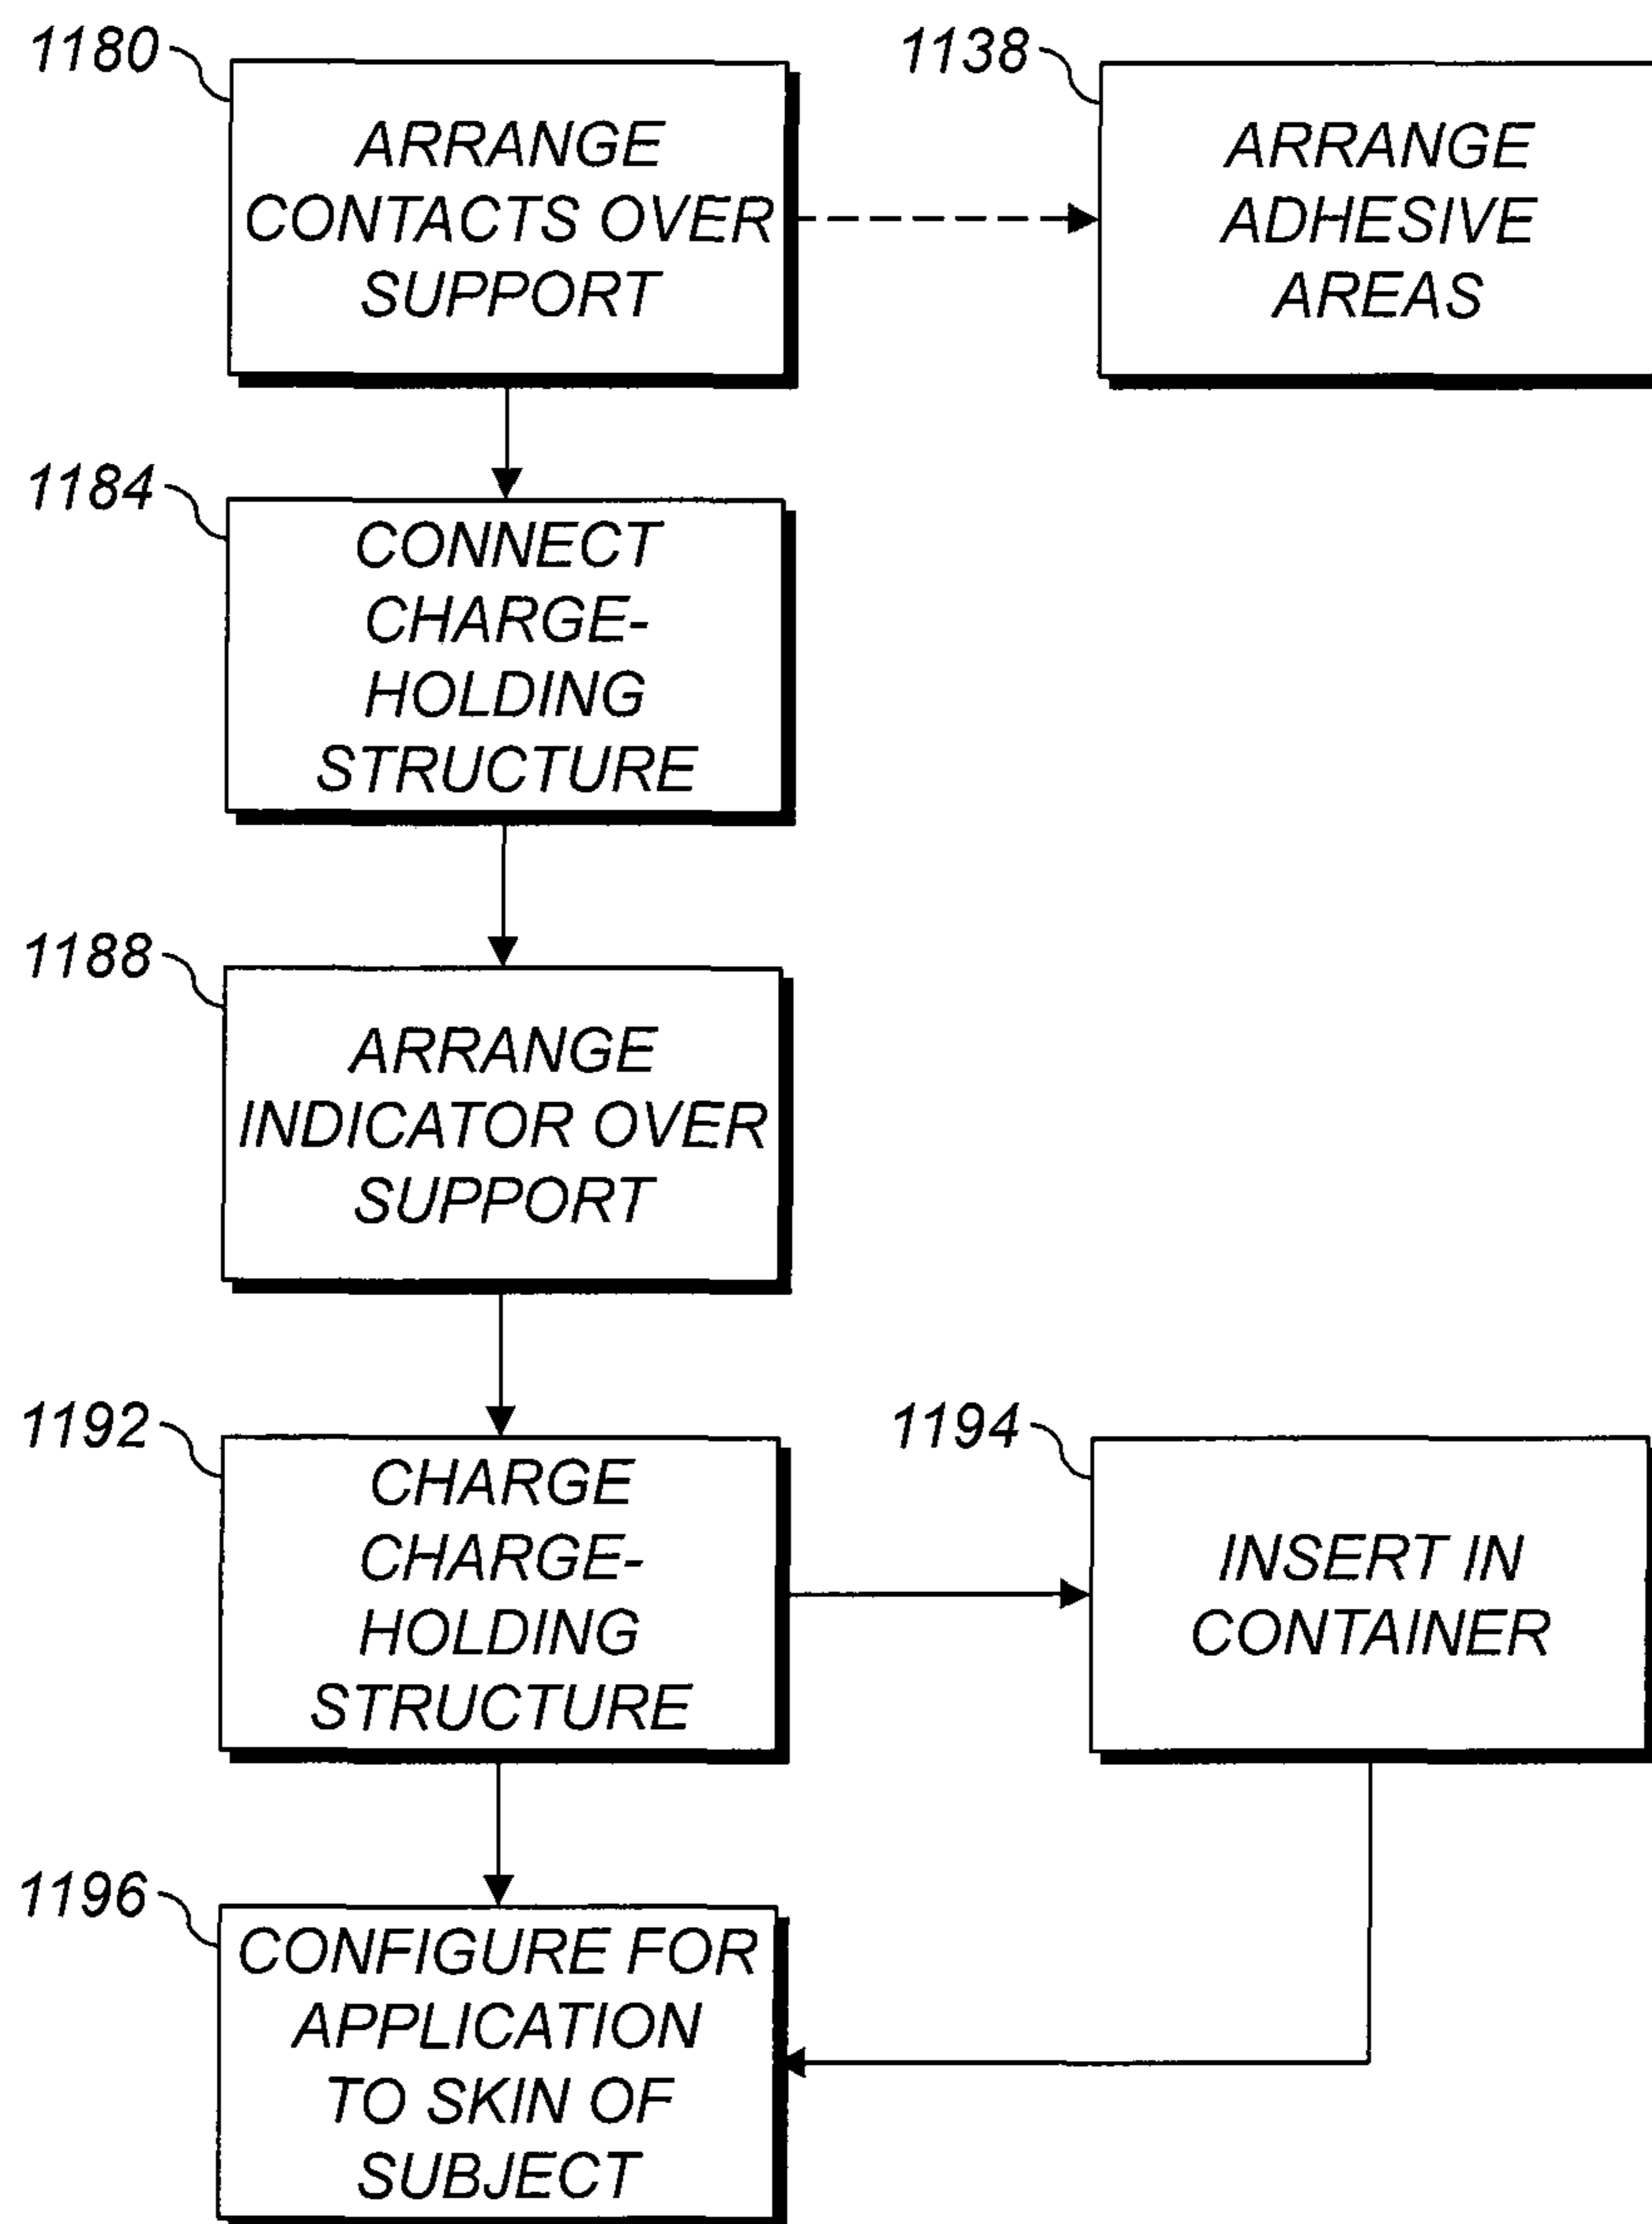 1180
ARRANGE
CONTACTS OVER
SUPPORT
1138
ARRANGE
ADHESIVE
AREAS
1184
CONNECT
CHARGE-
HOLDING
STRUCTURE
1188
ARRANGE
INDICATOR OVER
SUPPORT
1192
CHARGE
CHARGE-
HOLDING
STRUCTURE
1194
INSERT IN
CONTAINER
1196
CONFIGURE FOR
APPLICATION
TO SKIN OF
SUBJECT